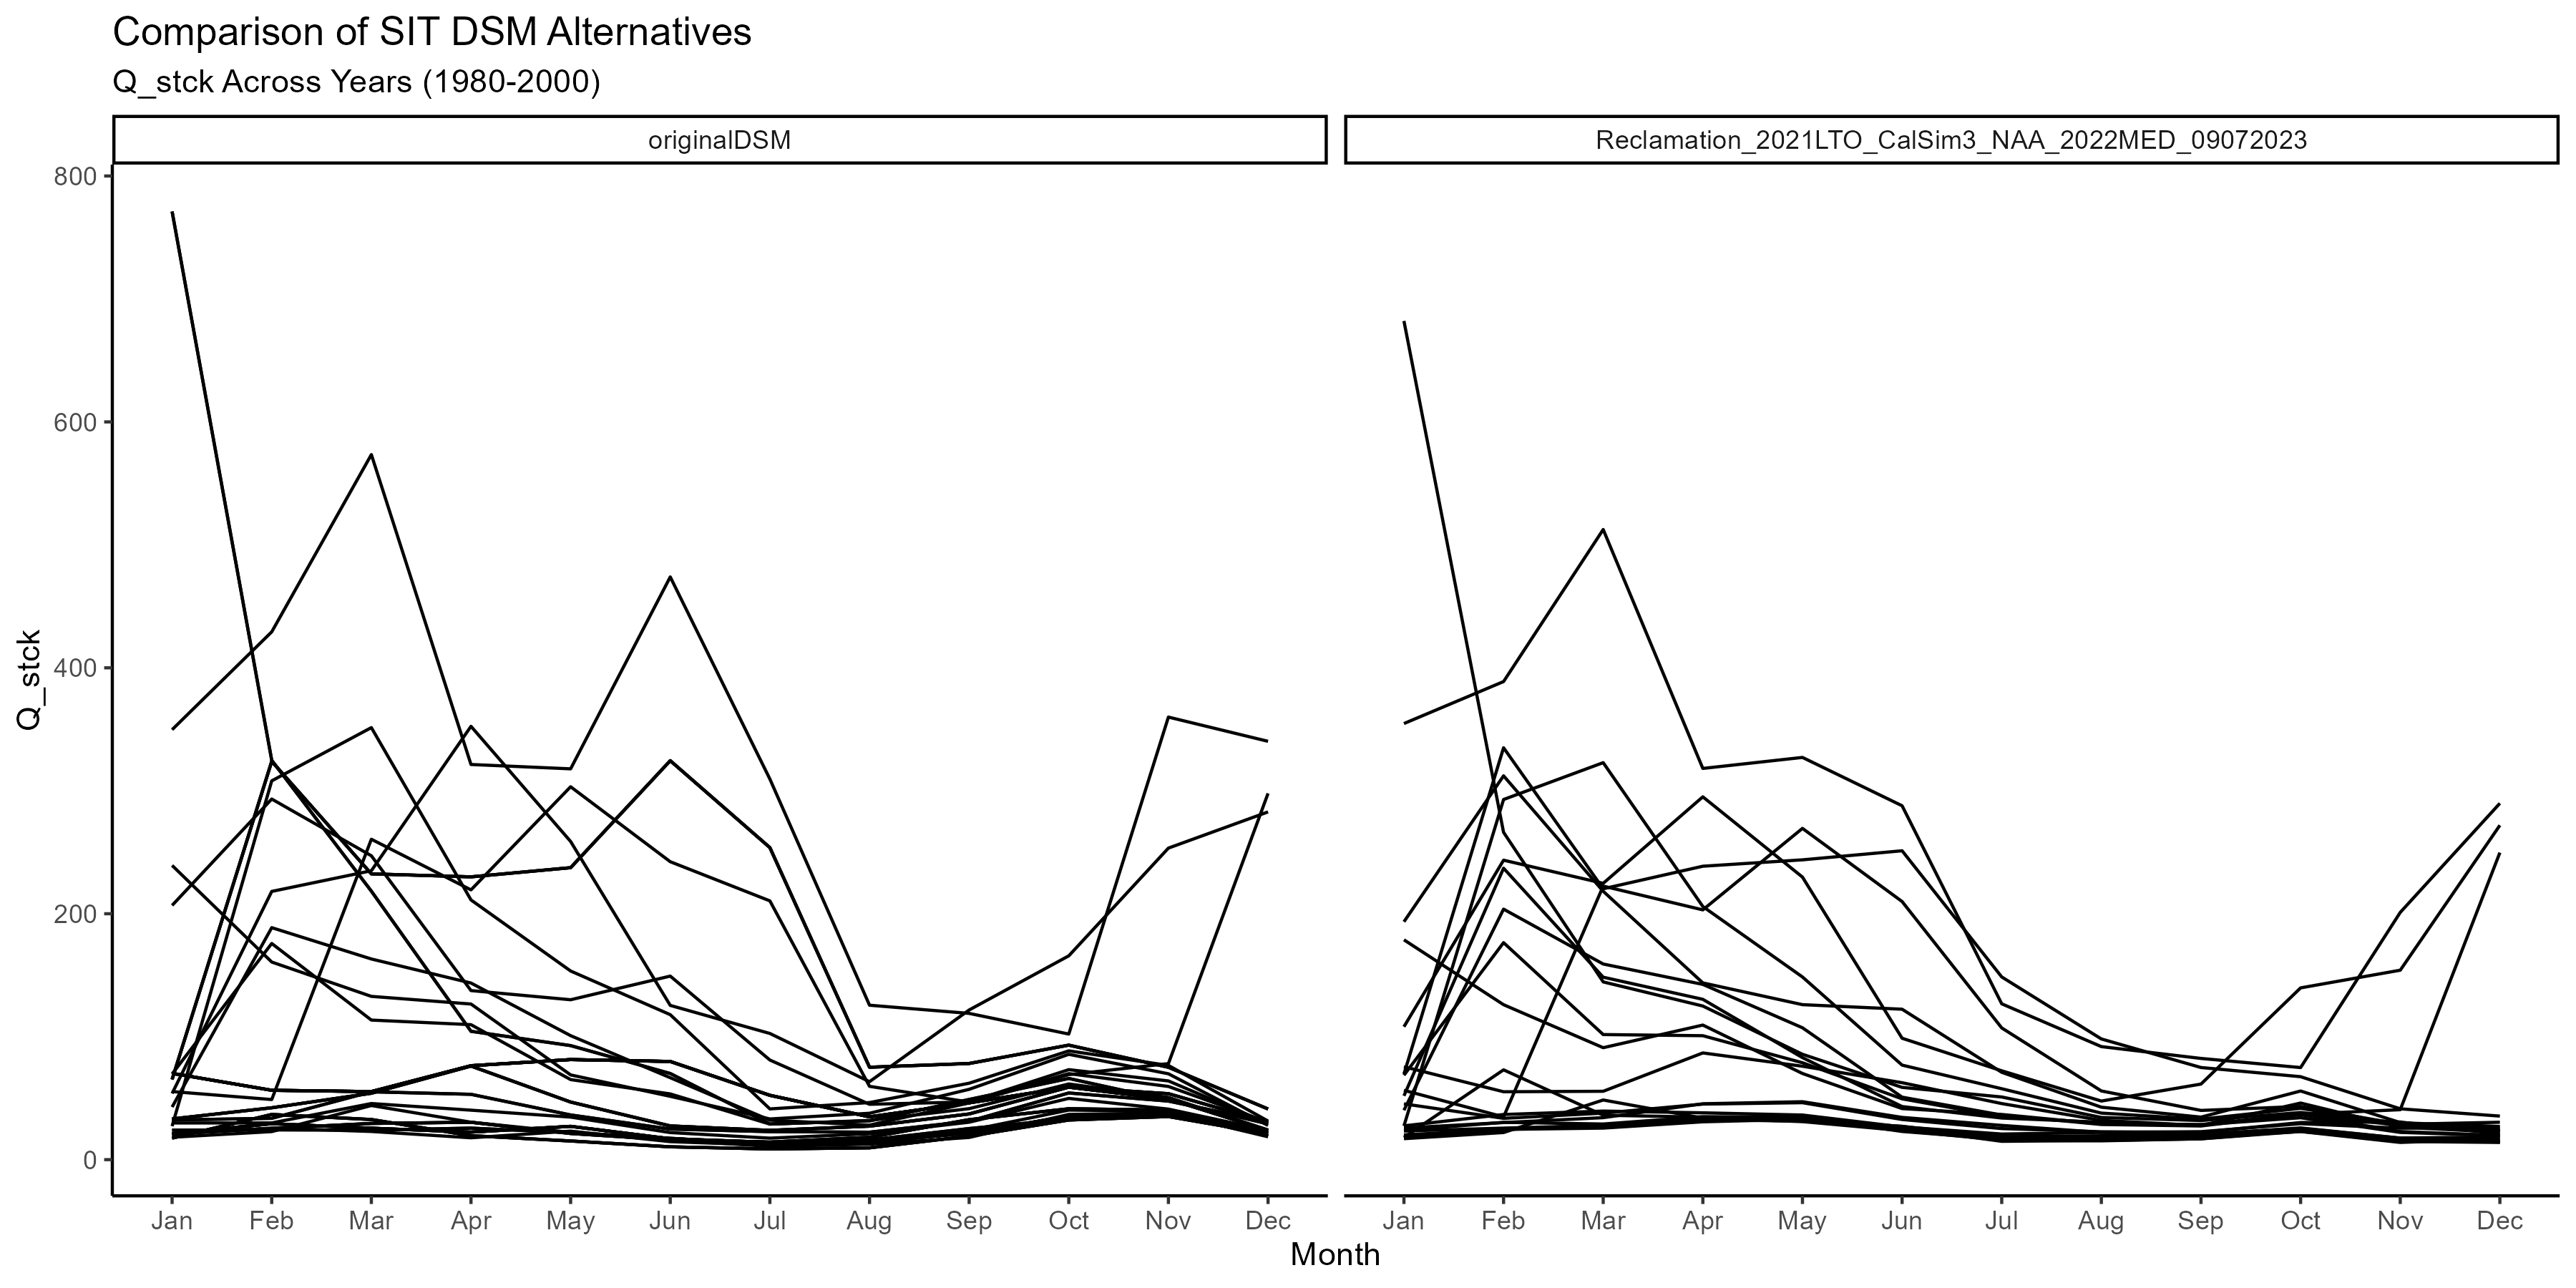 Comparison of SIT DSM Alternatives
Q_stck Across Years (1980-2000)
originalDSM
Reclamation_2021LTO_CalSim3_NAA_2022MED_09072023
800
600
400
200
0
Q_stck
Jan Feb Mar Apr May Jun Jul Aug Sep Oct Nov Dec
Jan Feb Mar Apr May Jun Jul Aug Sep Oct Nov Dec
Month